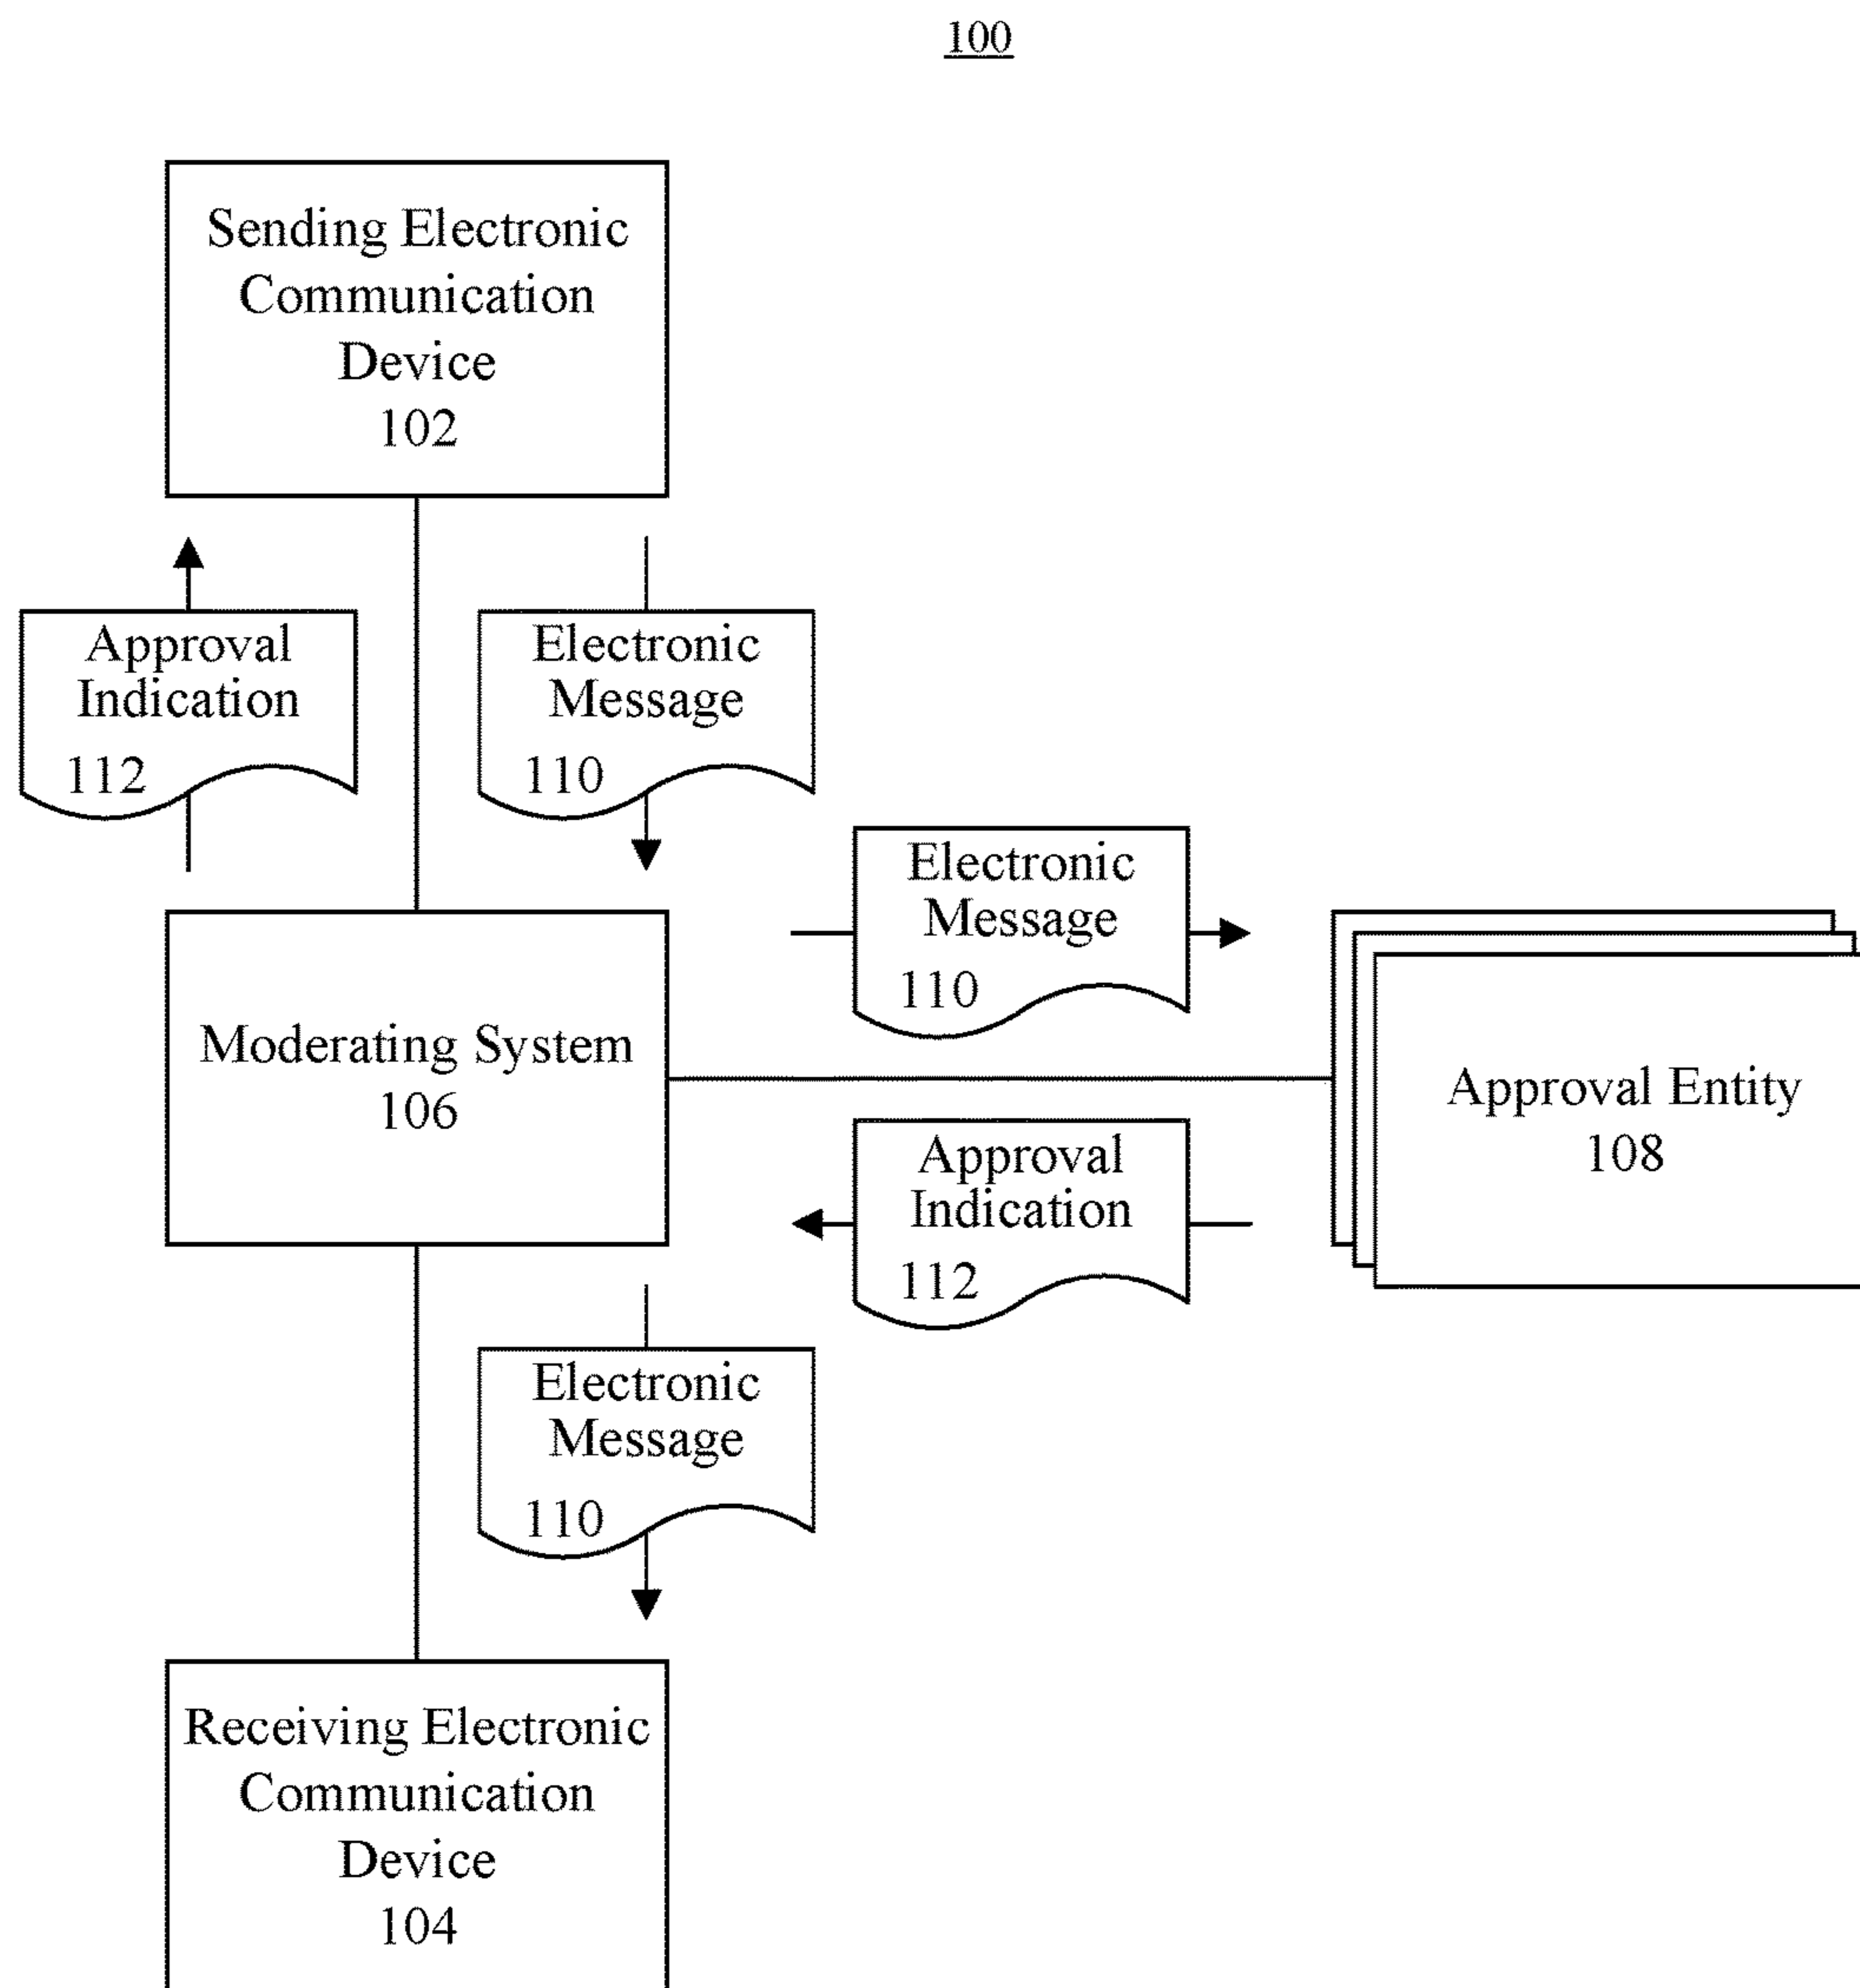 100
Sending Electronic
Communication
Device
102
Approval
Indication
112
Electronic
Message
110
Electronic
Message
110
Moderating System
106
Approval Entity
108
Approval
Indication
112
Electronic
Message
110
Receiving Electronic
Communication
Device
104